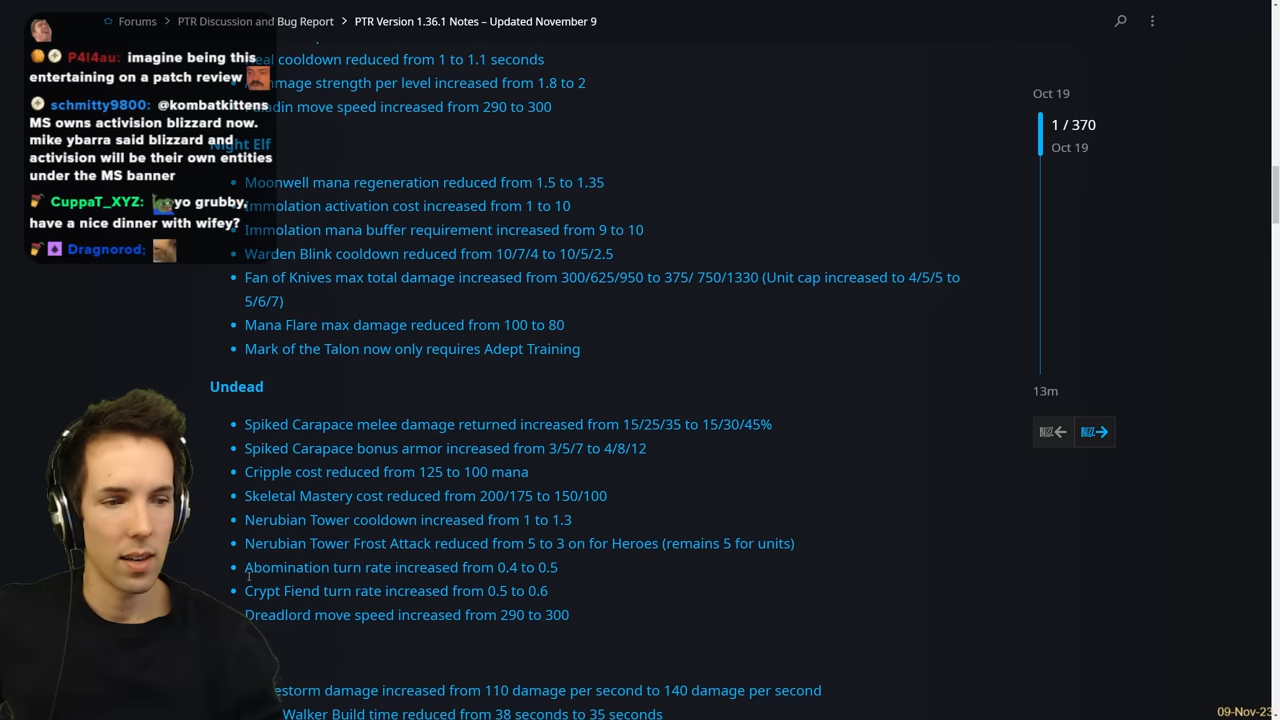 Forums > PTR Discussion and Bug Report > PTR Version 1.36.1 Notes – Updated November 9
cooldown reduced from 1 to 1.1 seconds
strength per level increased from 1.8 to 2
move speed increased from 290 to 300
Night Elf
Moonwell mana regeneration reduced from 1.5 to 1.35
Immolation activation cost increased from 1 to 10
Immolation mana buffer requirement increased from 9 to 10
Warden Blink cooldown reduced from 10/7/4 to 10/5/2.5
Fan of Knives max total damage increased from 300/625/950 to 375/ 750/1330 (Unit cap increased to 4/5/5 to
5/6/7)
Mana Flare max damage reduced from 100 to 80
Mark of the Talon now only requires Adept Training
Undead
Spiked Carapace melee damage returned increased from 15/25/35 to 15/30/45%
Spiked Carapace bonus armor increased from 3/5/7 to 4/8/12
Cripple cost reduced from 125 to 100 mana
Skeletal Mastery cost reduced from 200/175 to 150/100
Nerubian Tower cooldown increased from 1 to 1.3
Nerubian Tower Frost Attack reduced from 5 to 3 on for Heroes (remains 5 for units)
Abomination turn rate increased from 0.4 to 0.5
Crypt Fiend turn rate increased from 0.5 to 0.6
Dreadlord move speed increased from 290 to 300
damage increased from 110 damage per second to 140 damage per second
Walker Build time reduced from 38 seconds to 35 seconds
P4l4au: imagine being this
entertaining on a patch review
schmitty9800: @kombatkittens
MS owns activision blizzard now.
mike ybarra said blizzard and
activision will be their own entities
under the MS banner
CuppaT_XYZ: yo grubby,
have a nice dinner with wifey?
Dragnorod:
Oct 19
1 / 370
Oct 19
13m
09-Nov-23